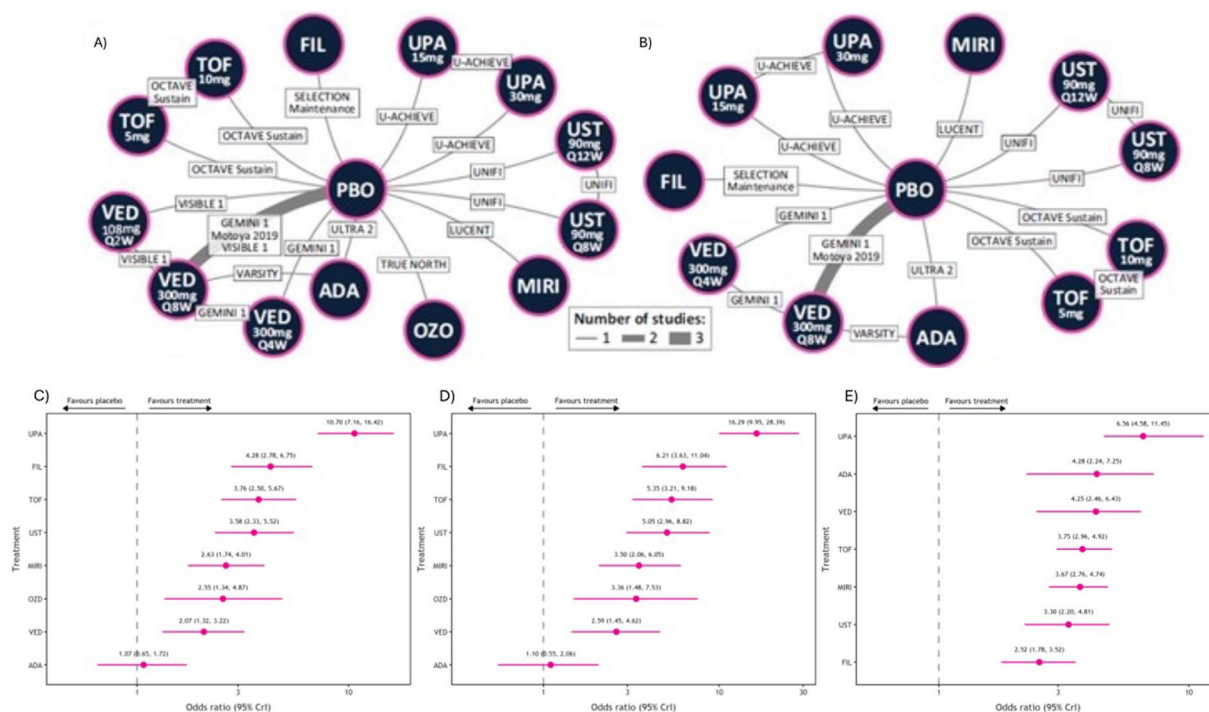 A)
FIL
UPA
15mg
U-ACHIEVE
UPA
30mg
TOF
10mg
OCTAVE
Sustain
TOF
5mg
SELECTION
Maintenance
U-ACHIEVE
U-ACHIEVE
OCTAVE Sustain
OCTAVE Sustain
UST
90mg
Q12W
UNIFI
UNIFI
UNIFI
UST
90mg
Q8W
PBO
VISIBLE 1
VED
108mg
Q2W
GEMINI 1
Motoya 2019
VISIBLE 1
ULTRA 2
LUCENT
VISIBLE 1
GEMINI 1
VARSITY
TRUE NORTH
VED
300mg
Q8W
GEMINI 1
VED
300mg
Q4W
ADA
OZO
MIRI
Number of studies:
1 2 3
B)
UPA
30mg
MIRI
U-ACHIEVE
UPA
15mg
U-ACHIEVE
U-ACHIEVE
LUCENT
UST
90mg
Q12W
UNIFI
UNIFI
UST
90mg
Q8W
UNIFI
FIL
SELECTION
Maintenance
PBO
GEMINI 1
OCTAVE Sustain
OCTAVE Sustain
TOF
10mg
OCTAVE
Sustain
TOF
5mg
VED
300mg
Q4W
GEMINI 1
Motoya 2019
ULTRA 2
GEMINI 1
VED
300mg
Q8W
VARSITY
ADA
C)
Favours placebo Favours treatment
UPA 10.70 (7.16, 16.42)
FIL 4.28 (2.78, 6.75)
TOF 3.76 (2.50, 5.67)
UST 3.58 (2.33, 5.52)
MIRI 2.63 (1.74, 4.01)
OZD 2.55 (1.34, 4.87)
VED 2.07 (1.32, 3.22)
ADA 1.07 (0.65, 1.72)
Treatment
1 3 10
Odds ratio (95% CrI)
D)
Favours placebo Favours treatment
UPA 16.29 (9.95, 28.39)
FIL 6.21 (3.63, 11.04)
TOF 5.35 (3.21, 9.18)
UST 5.05 (2.96, 8.82)
MIRI 3.50 (2.06, 6.05)
OZD 3.36 (1.48, 7.53)
VED 2.59 (1.45, 4.62)
ADA 1.10 (0.55, 2.06)
Treatment
1 3 10 30
Odds ratio (95% CrI)
E)
Favours placebo Favours treatment
UPA 6.56 (4.58, 11.45)
ADA 4.28 (2.24, 7.25)
VED 4.25 (2.46, 6.43)
TOF 3.75 (2.96, 4.92)
MIRI 3.67 (2.76, 4.74)
UST 3.30 (2.20, 4.81)
FIL 2.52 (1.78, 3.52)
Treatment
1 3 10
Odds ratio (95% CrI)